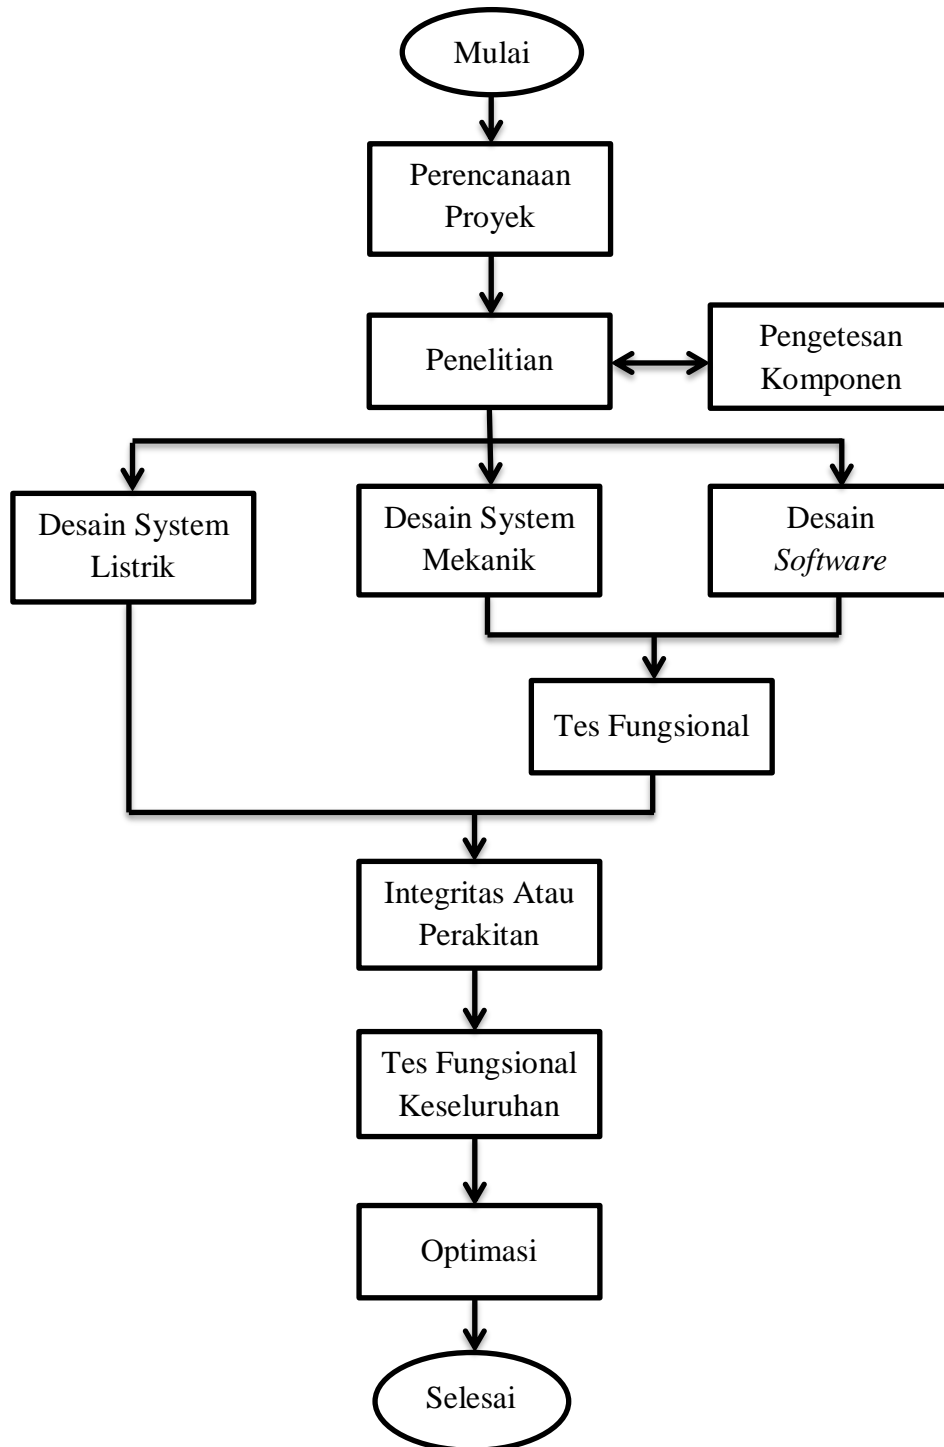 Mulai
Perencanaan
Proyek
Penelitian
Pengetesan
Komponen
Desain System
Listrik
Desain System
Mekanik
Desain
Software
Tes Fungsional
Integritas Atau
Perakitan
Tes Fungsional
Keseluruhan
Optimasi
Selesai